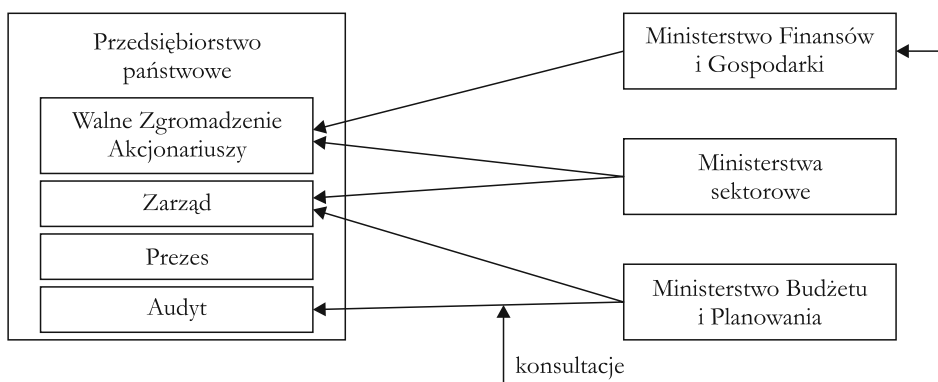 Przedsiębiorstwo
państwowe
Walne Zgromadzenie
Akcjonariuszy
Zarząd
Prezes
Audyt
Ministerstwo Finansów
i Gospodarki
Ministerstwa
sektorowe
Ministerstwo Budżetu
i Planowania
konsultacje